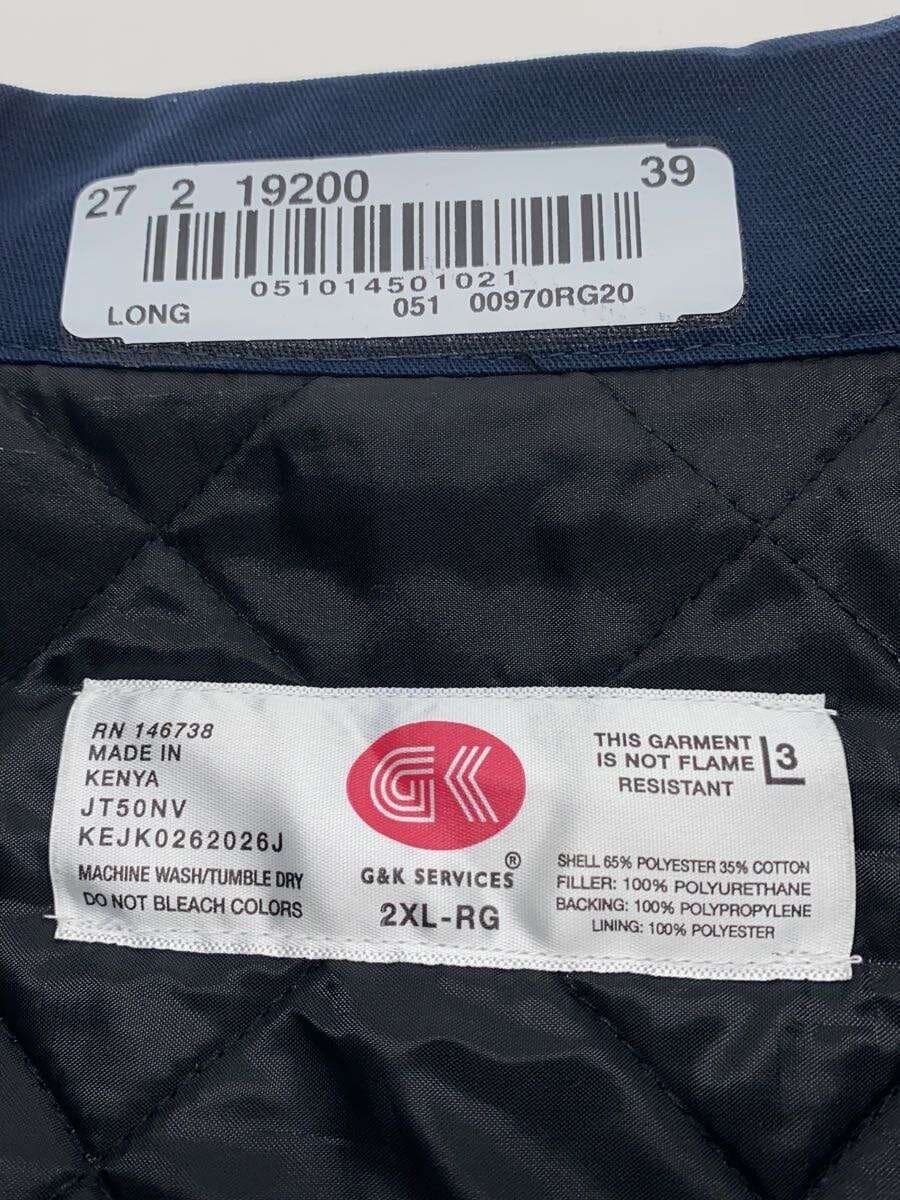 27 2 19200 39
051014501021
LONG 051 00970RG20
RN 146738
MADE IN
KENYA
JT50NV
KEJK0262026J
MACHINE WASH/TUMBLE DRY
DO NOT BLEACH COLORS
GK
G&K SERVICES®
2XL-RG
THIS GARMENT
IS NOT FLAME
RESISTANT
L3
SHELL 65% POLYESTER 35% COTTON
FILLER: 100% POLYURETHANE
BACKING: 100% POLYPROPYLENE
LINING: 100% POLYESTER